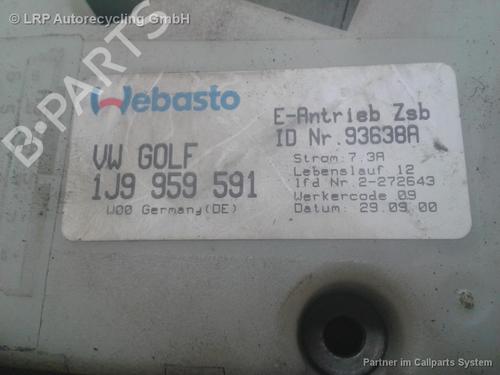 © LRP Autorecycling GmbH
Webasto
VW GOLF
1J9 959 591
W00 Germany(DE)
E-Antrieb Zsb
ID Nr.93638A
Strom:7.3A
Lebenslauf 12
lfd Nr.2-272643
Werkercode 09
Datum: 29.09.00
Partner im Callparts System